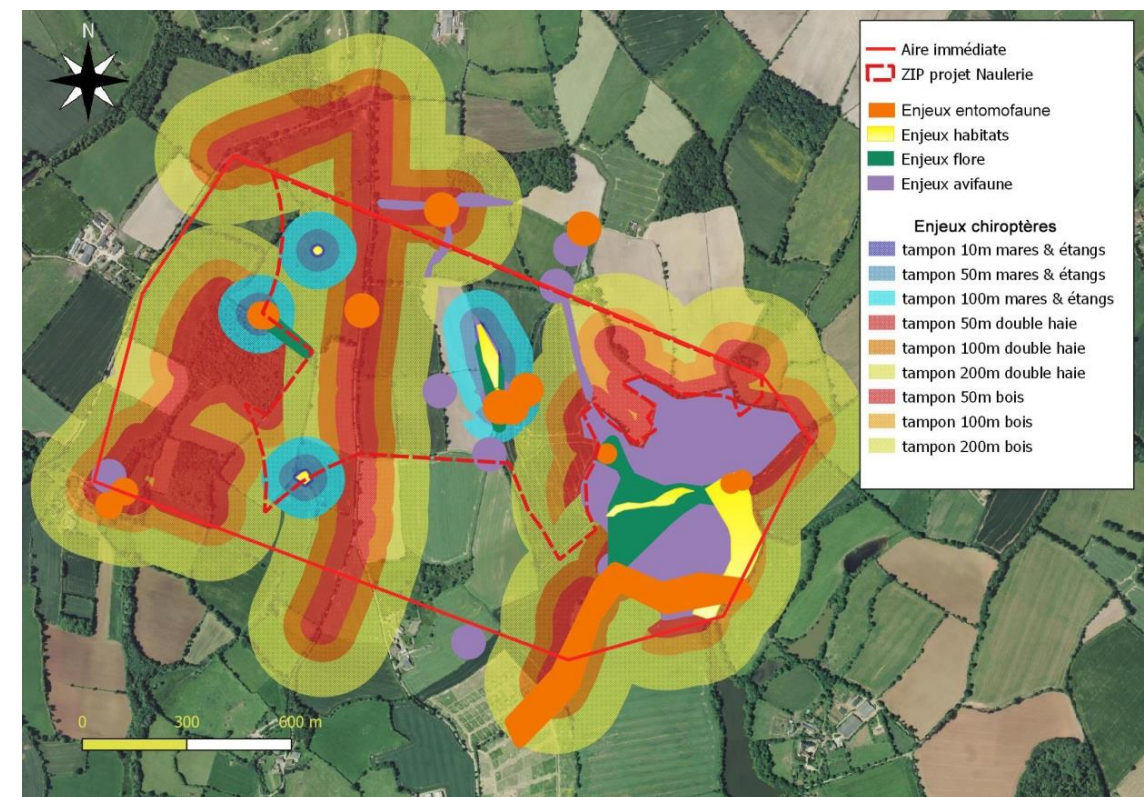 N
Aire immédiate
ZIP projet Naulerie
Enjeux entomofaune
Enjeux habitats
Enjeux flore
Enjeux avifaune
Enjeux chiroptères
tampon 10m mares & étangs
tampon 50m mares & étangs
tampon 100m mares & étangs
tampon 50m double haie
tampon 100m double haie
tampon 200m double haie
tampon 50m bois
tampon 100m bois
tampon 200m bois
0 300 600 m